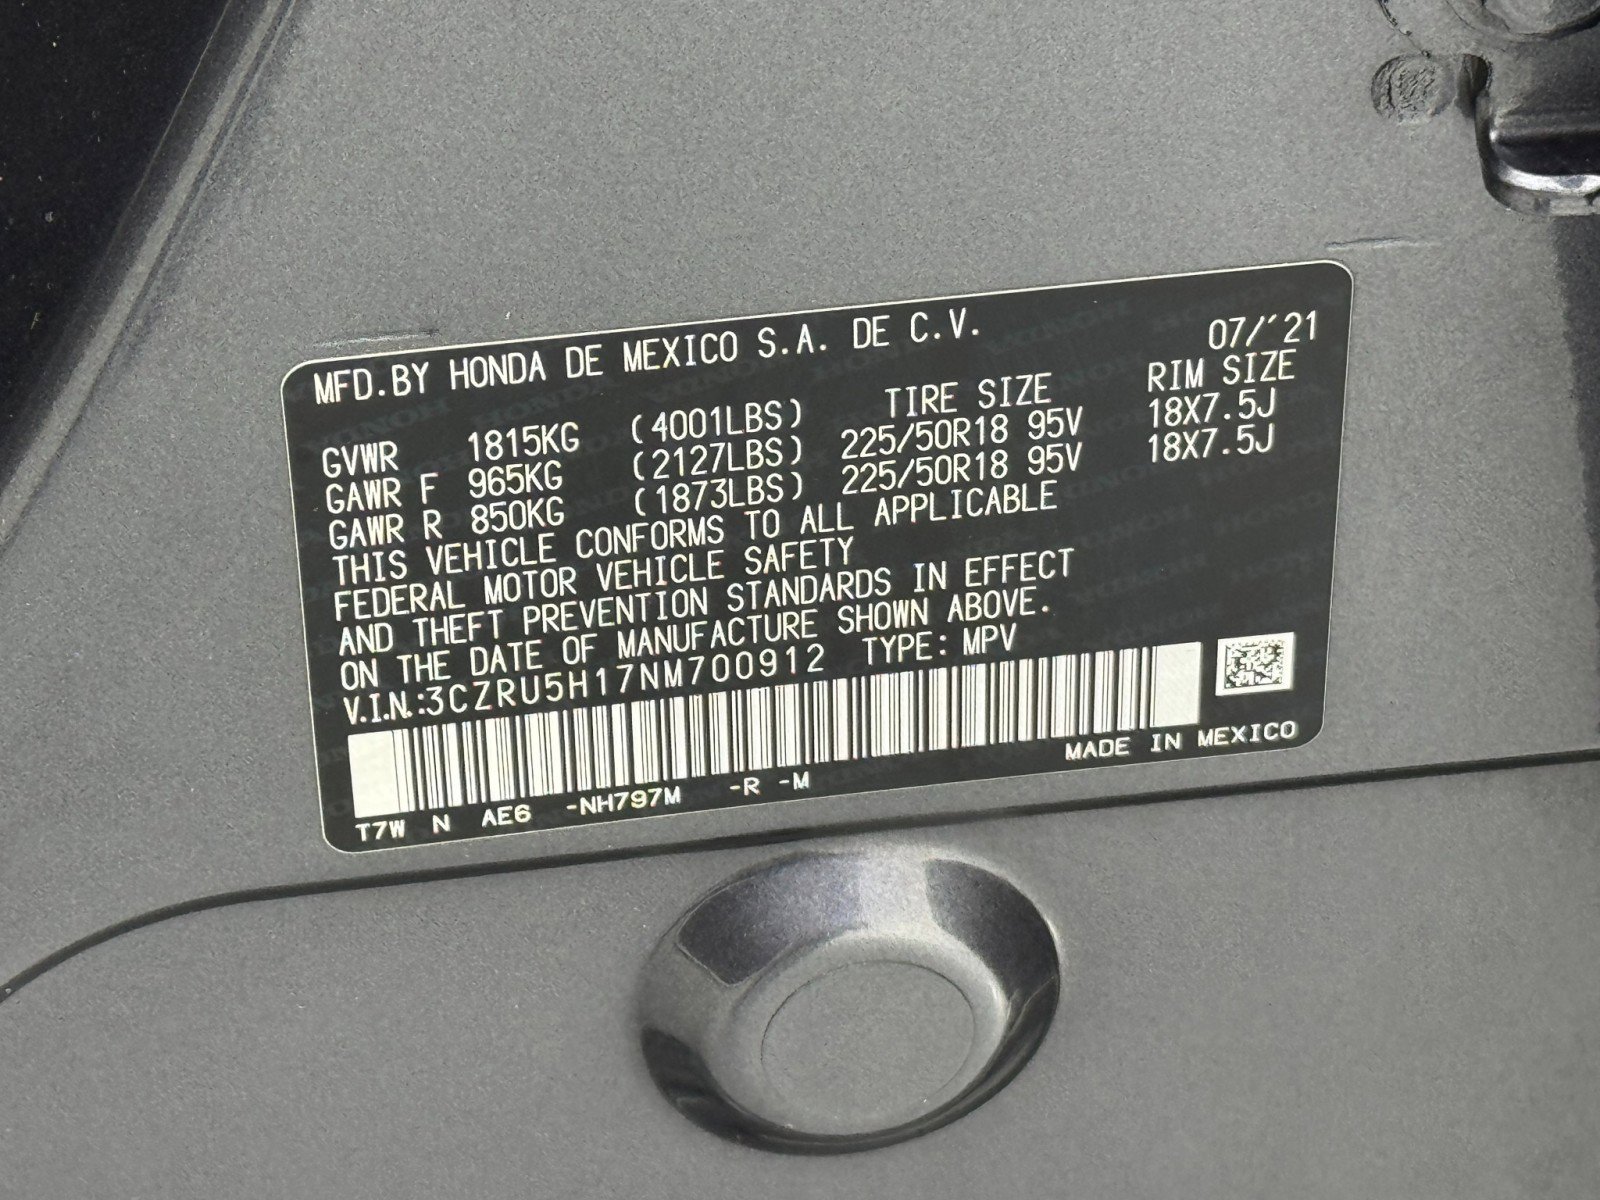 MFD.BY HONDA DE MEXICO S.A. DE C.V. 07/'21
TIRE SIZE RIM SIZE
GVWR 1815KG (4001LBS) 225/50R18 95V 18X7.5J
GAWR F 965KG (2127LBS) 225/50R18 95V 18X7.5J
GAWR R 850KG (1873LBS)
THIS VEHICLE CONFORMS TO ALL APPLICABLE
FEDERAL MOTOR VEHICLE SAFETY
AND THEFT PREVENTION STANDARDS IN EFFECT
ON THE DATE OF MANUFACTURE SHOWN ABOVE.
V.I.N.:3CZRU5H17NM700912 TYPE: MPV
MADE IN MEXICO
T7W N AE6 -NH797M -R -M